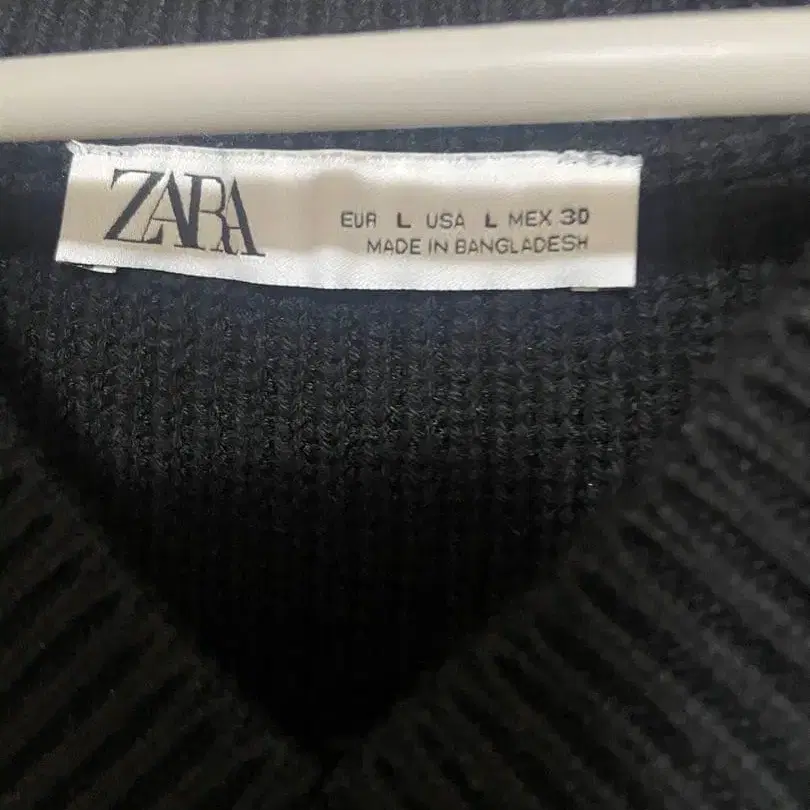 ZARA
EUR L USA L MEX 30
MADE IN BANGLADESH